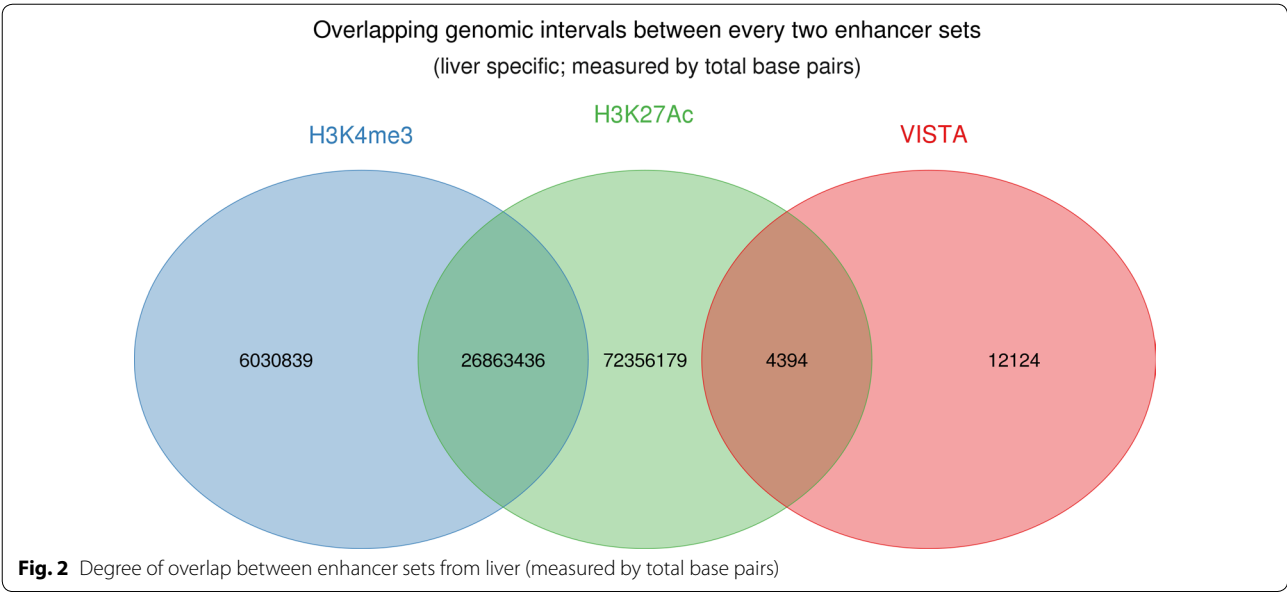 Overlapping genomic intervals between every two enhancer sets
(liver specific; measured by total base pairs)
H3K4me3
H3K27Ac
VISTA
6030839
26863436
72356179
4394
12124
Fig. 2 Degree of overlap between enhancer sets from liver (measured by total base pairs)